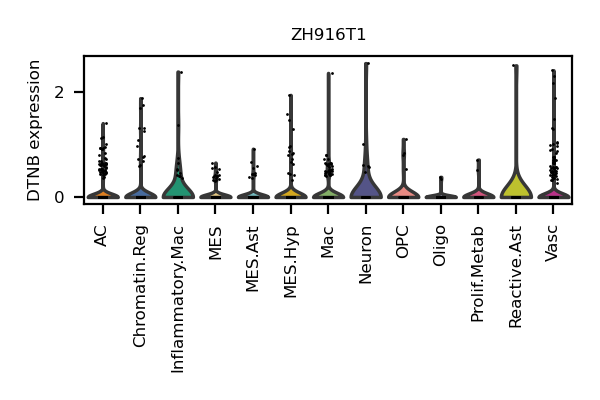 ZH916T1
DTNB expression
2
0
AC
Chromatin.Reg
Inflammatory.Mac
MES
MES.Ast
MES.Hyp
Mac
Neuron
OPC
Oligo
Prolif.Metab
Reactive.Ast
Vasc